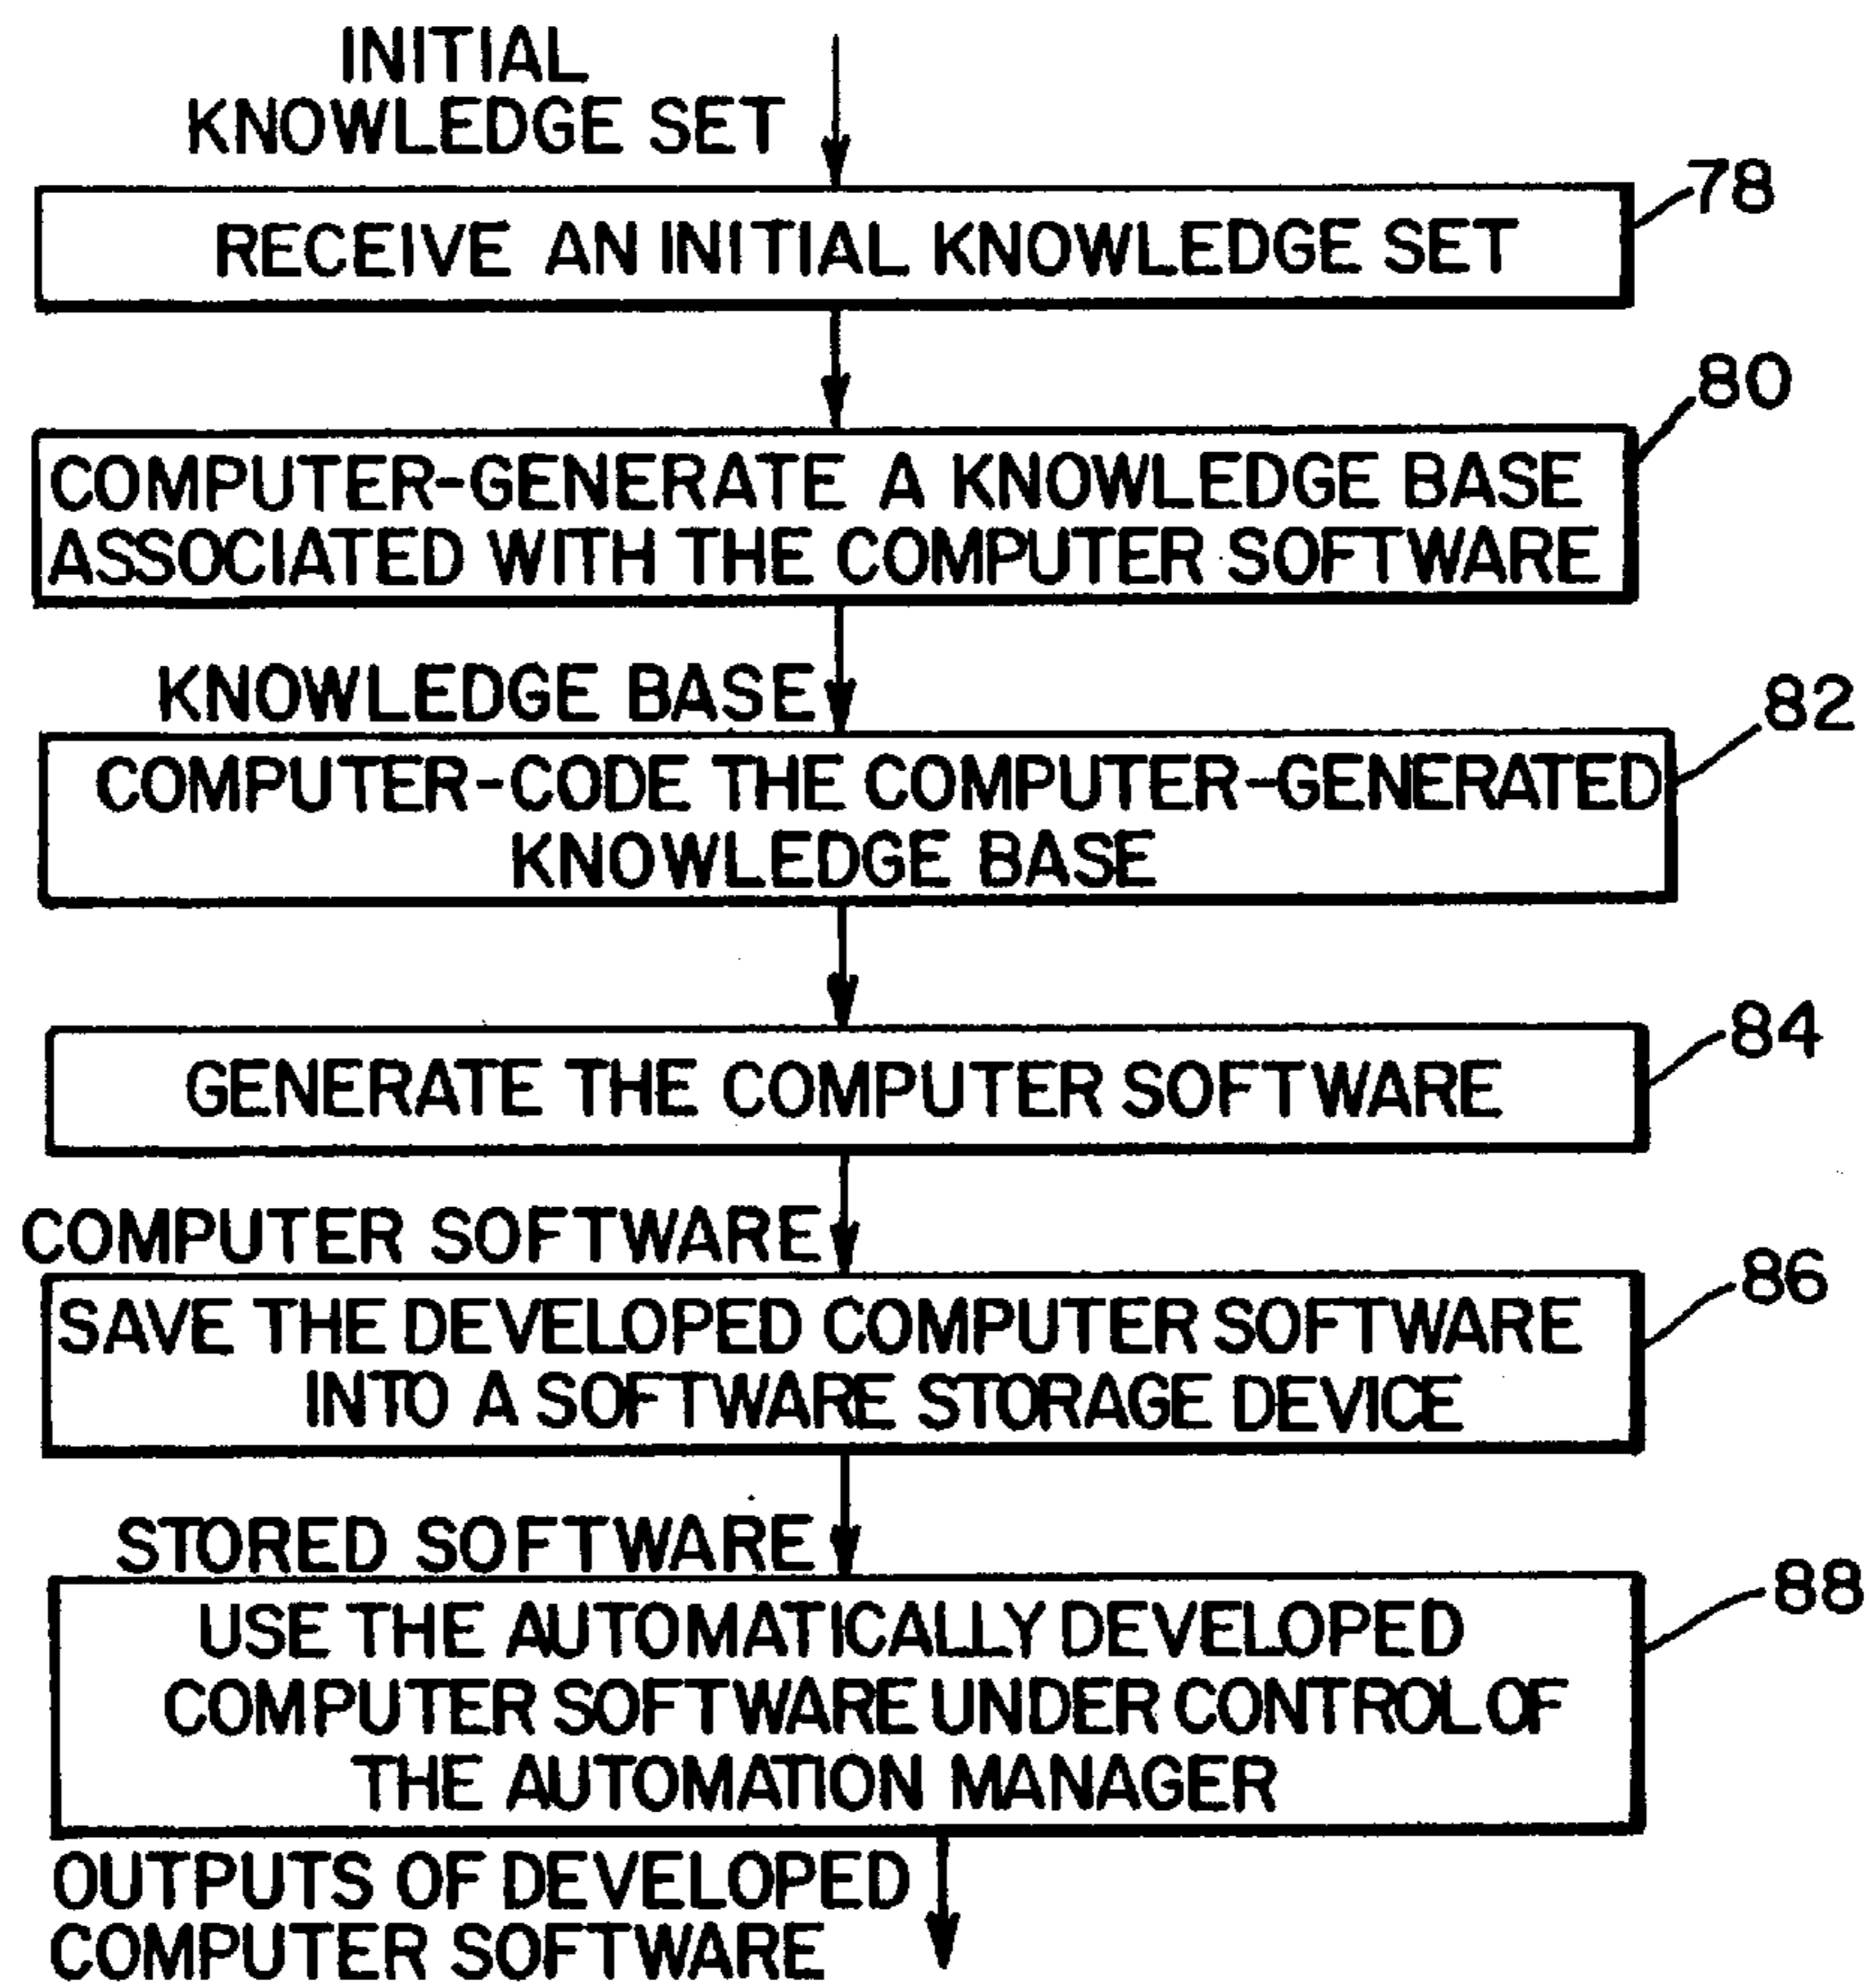 INITIAL
KNOWLEDGE SET
78
RECEIVE AN INITIAL KNOWLEDGE SET
80
COMPUTER-GENERATE A KNOWLEDGE BASE
ASSOCIATED WITH THE COMPUTER SOFTWARE
KNOWLEDGE BASE
82
COMPUTER-CODE THE COMPUTER-GENERATED
KNOWLEDGE BASE
84
GENERATE THE COMPUTER SOFTWARE
COMPUTER SOFTWARE
86
SAVE THE DEVELOPED COMPUTER SOFTWARE
INTO A SOFTWARE STORAGE DEVICE
STORED SOFTWARE
88
USE THE AUTOMATICALLY DEVELOPED
COMPUTER SOFTWARE UNDER CONTROL OF
THE AUTOMATION MANAGER
OUTPUTS OF DEVELOPED
COMPUTER SOFTWARE